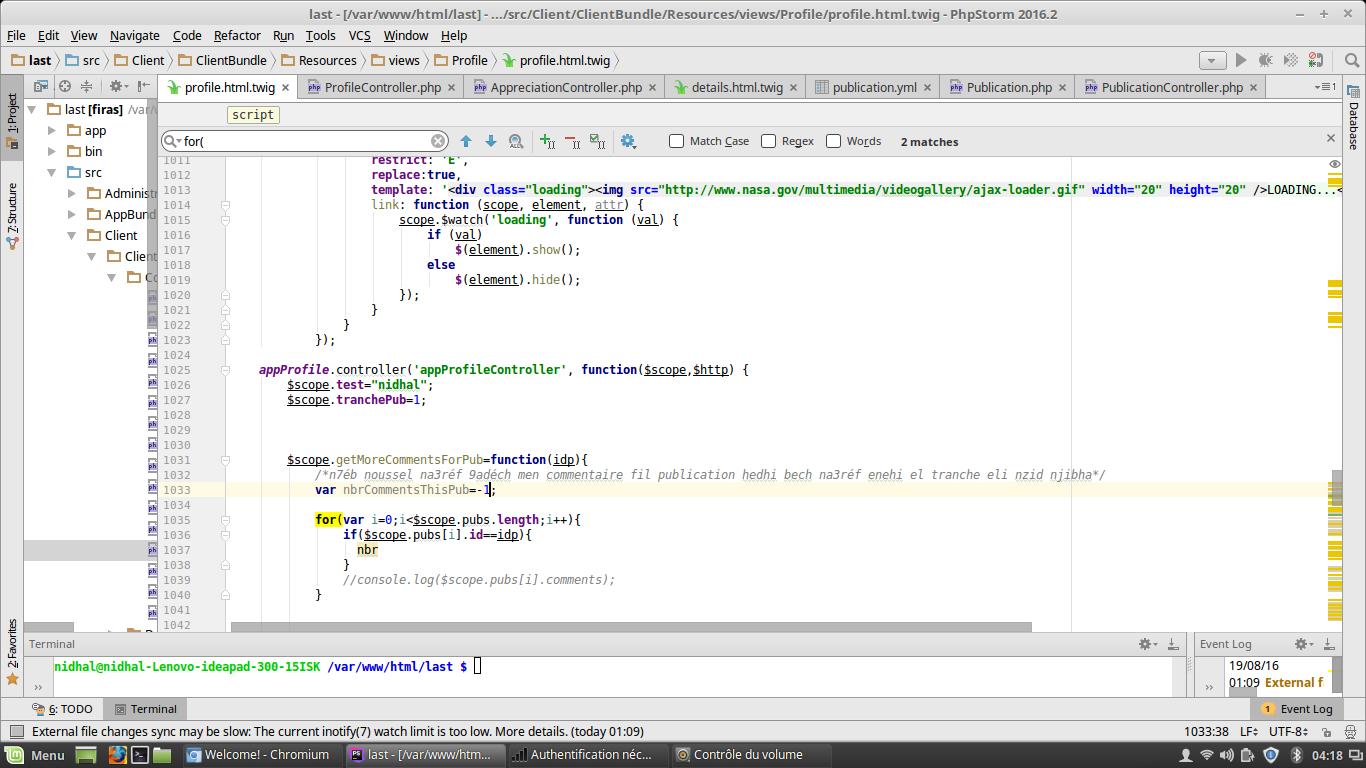 last - [/var/www/html/last] - .../src/Client/ClientBundle/Resources/views/Profile/profile.html.twig - PhpStorm 2016.2
File Edit View Navigate Code Refactor Run Tools VCS Window Help
last src Client ClientBundle Resources views Profile profile.html.twig
1: Project
7: Structure
2: Favorites
Database
last [firas] /var/w
app
bin
src
Administr
AppBund
Client
Clien
Co
profile.html.twig ProfileController.php AppreciationController.php details.html.twig publication.yml Publication.php PublicationController.php
script
for( Match Case Regex Words 2 matches
1011 restrict: 'E',
1012 replace:true,
1013 template: '<div class="loading"><img src="http://www.nasa.gov/multimedia/videogallery/ajax-loader.gif" width="20" height="20" />LOADING...<
1014 link: function (scope, element, attr) {
1015 scope.$watch('loading', function (val) {
1016 if (val)
1017 $(element).show();
1018 else
1019 $(element).hide();
1020 });
1021 }
1022 }
1023 });
1024
1025 appProfile.controller('appProfileController', function($scope,$http) {
1026 $scope.test="nidhal";
1027 $scope.tranchePub=1;
1028
1029
1030
1031 $scope.getMoreCommentsForPub=function(idp){
1032 /*n7éb noussel na3réf 9adéch men commentaire fil publication hedhi bech na3réf enehi el tranche eli nzid njibha*/
1033 var nbrCommentsThisPub=-1;
1034
1035 for(var i=0;i<$scope.pubs.length;i++){
1036 if($scope.pubs[i].id==idp){
1037 nbr
1038 }
1039 //console.log($scope.pubs[i].comments);
1040 }
1041
1042
Terminal
nidhal@nidhal-Lenovo-ideapad-300-15ISK /var/www/html/last $
Event Log
19/08/16
01:09 External f
6: TODO Terminal 1 Event Log
External file changes sync may be slow: The current inotify(7) watch limit is too low. More details. (today 01:09) 1033:38 LF UTF-8
Menu Welcome! - Chromium last - [/var/www/htm... Authentification néc... Contrôle du volume 04:18